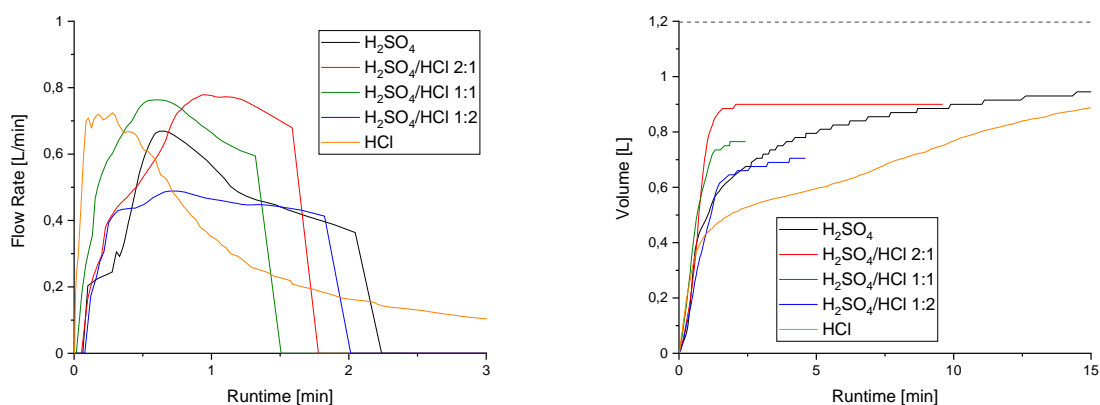 1
0,8
0,6
0,4
0,2
0
0
1
2
3
Flow Rate [L/min]
Runtime [min]
H₂SO₄
H₂SO₄/HCl 2:1
H₂SO₄/HCl 1:1
H₂SO₄/HCl 1:2
HCl
1,2
1
0,8
0,6
0,4
0,2
0
0
5
10
15
Volume [L]
Runtime [min]
H₂SO₄
H₂SO₄/HCl 2:1
H₂SO₄/HCl 1:1
H₂SO₄/HCl 1:2
HCl